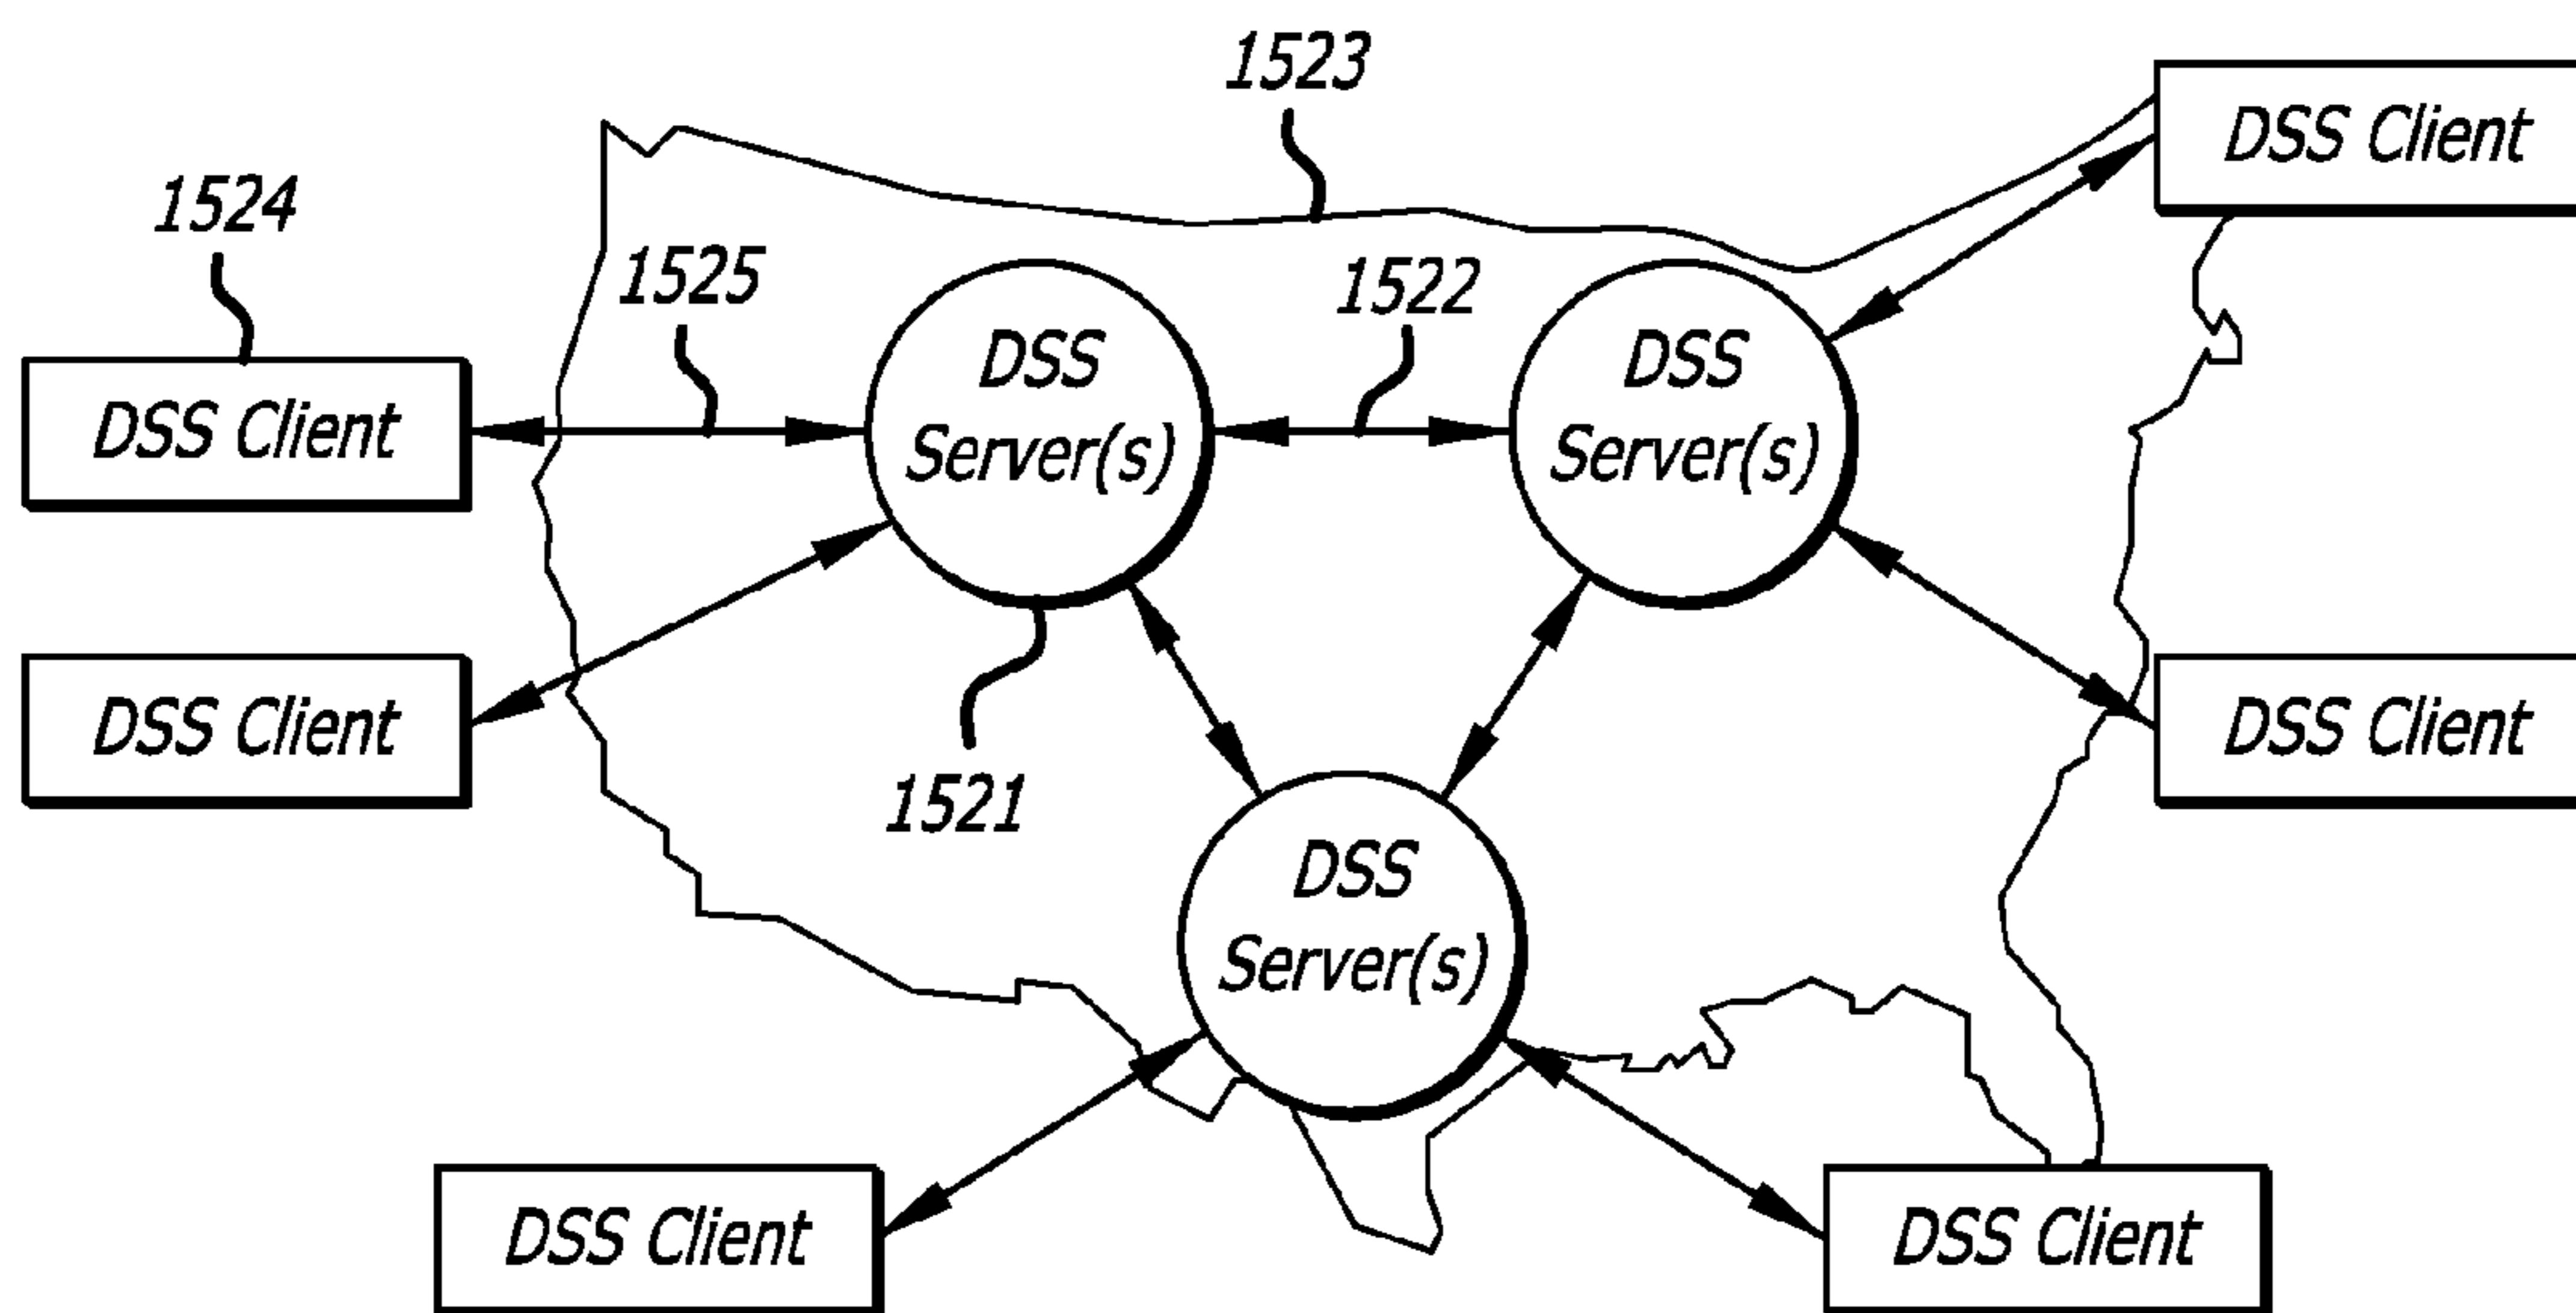 1523
DSS Client
1524
1525
1522
DSS
Server(s)
DSS
Server(s)
DSS Client
DSS Client
DSS Client
1521
DSS
Server(s)
DSS Client
DSS Client